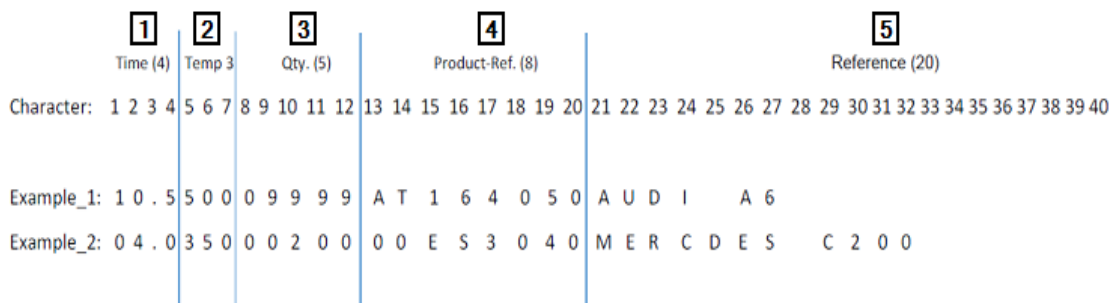 1 2 3 4 5
Time (4) Temp 3 Qty. (5) Product-Ref. (8) Reference (20)
Character: 1 2 3 4 5 6 7 8 9 10 11 12 13 14 15 16 17 18 19 20 21 22 23 24 25 26 27 28 29 30 31 32 33 34 35 36 37 38 39 40
Example_1: 1 0 . 5 5 0 0 0 9 9 9 9 A T 1 6 4 0 5 0 A U D I A 6
Example_2: 0 4 . 0 3 5 0 0 0 2 0 0 0 0 E S 3 0 4 0 M E R C D E S C 2 0 0